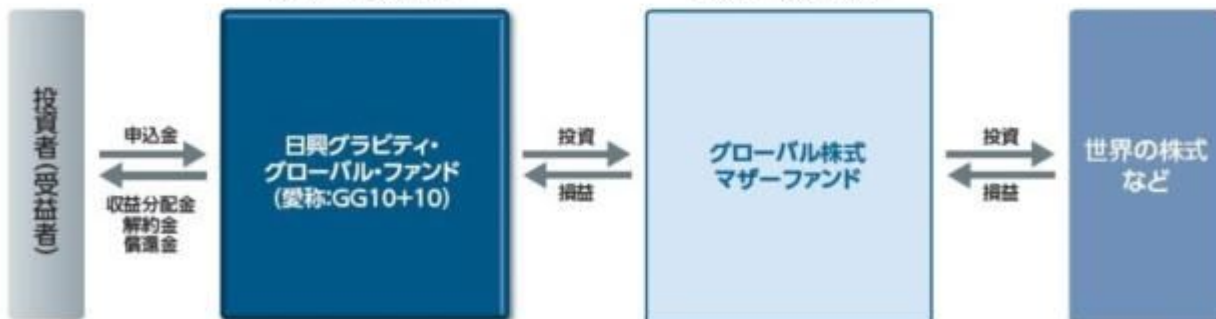 投資者(受益者)
申込金
収益分配金
解約金
償還金
日興グラビティ・
グローバル・ファンド
(愛称:GG10+10)
投資
損益
グローバル株式
マザーファンド
投資
損益
世界の株式
など